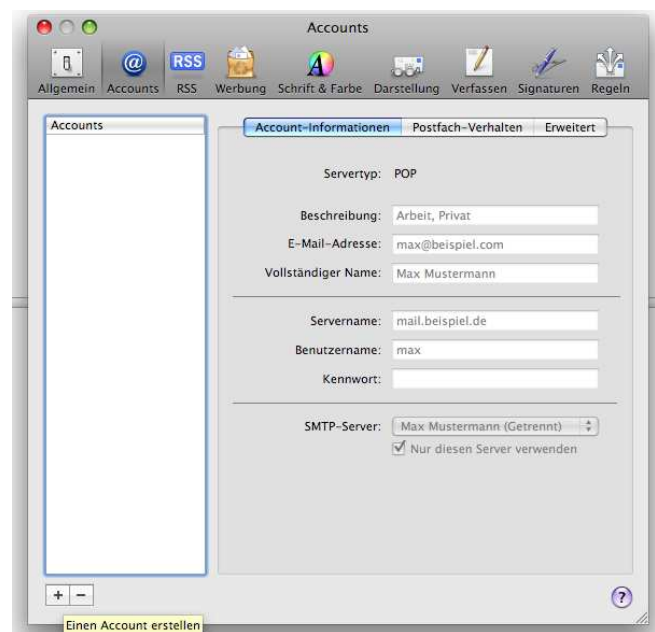 Accounts
@ RSS A
Allgemein Accounts RSS Werbung Schrift & Farbe Darstellung Verfassen Signaturen Regeln
Accounts
Account-Informationen Postfach-Verhalten Erweitert
Servertyp: POP
Beschreibung: Arbeit, Privat
E-Mail-Adresse: max@beispiel.com
Vollständiger Name: Max Mustermann
Servername: mail.beispiel.de
Benutzername: max
Kennwort:
SMTP-Server: Max Mustermann (Getrennt)
Nur diesen Server verwenden
+ − ?
Einen Account erstellen